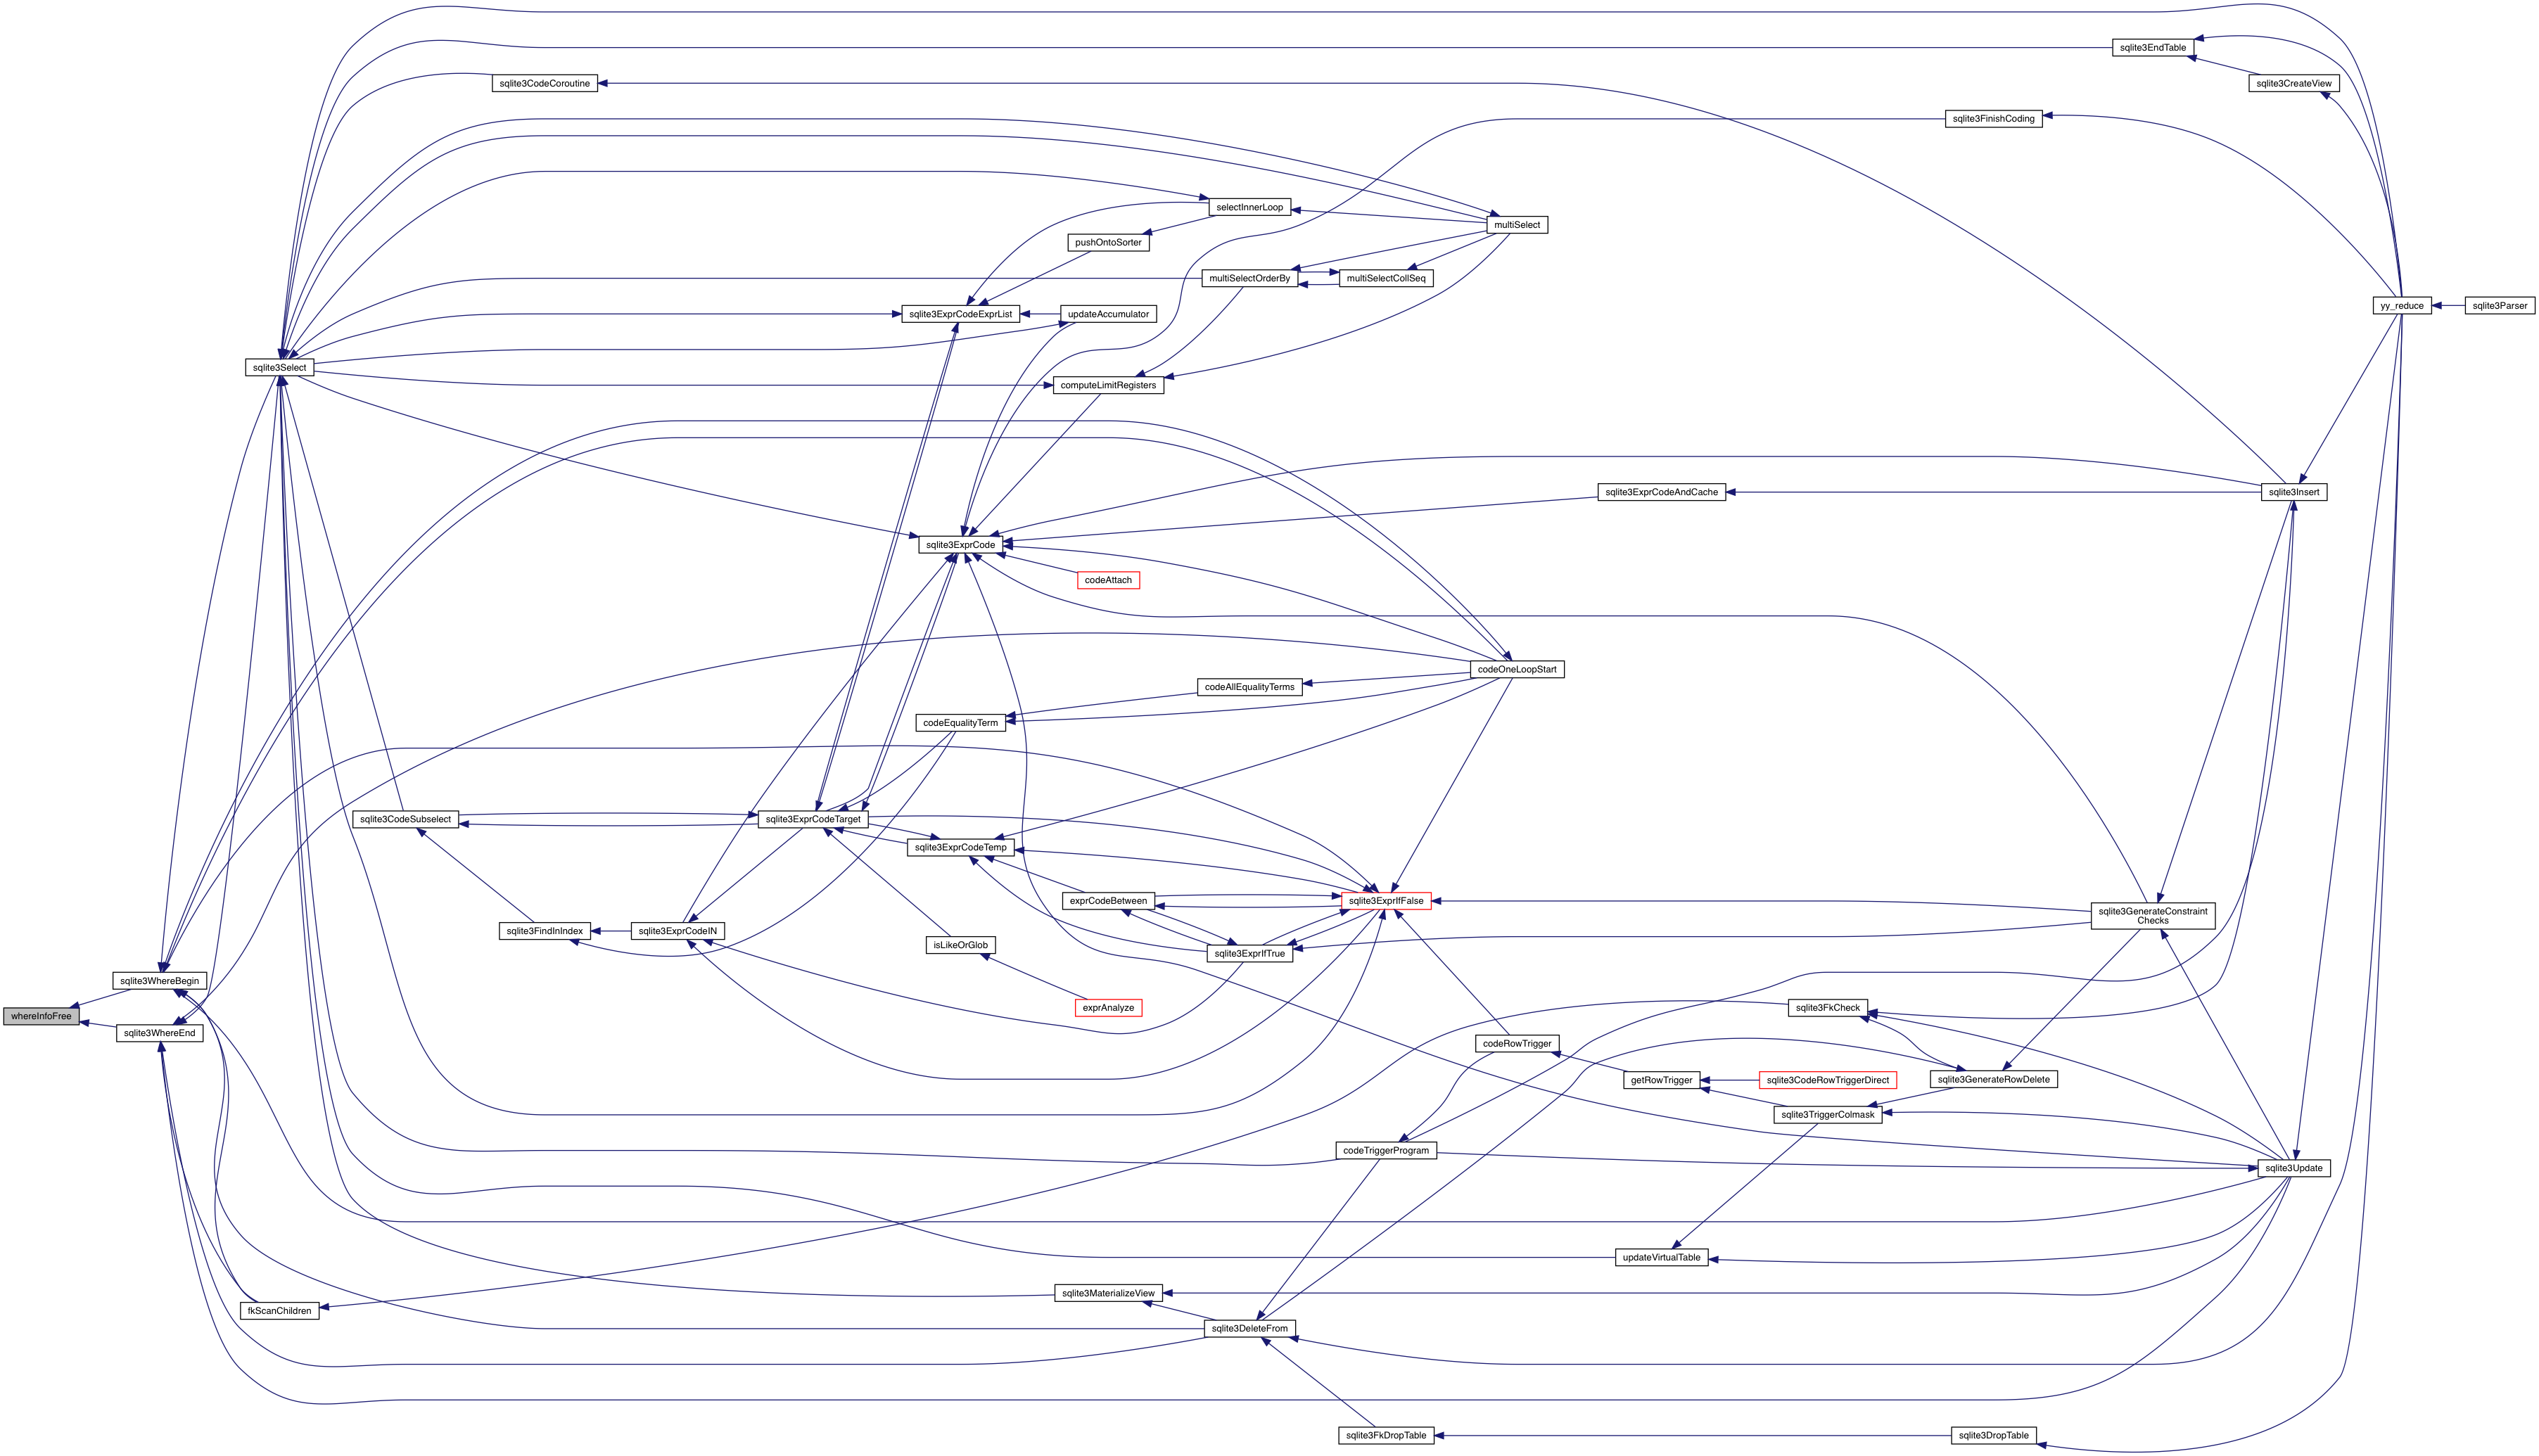 sqlite3EndTable
sqlite3CodeCoroutine
sqlite3CreateView
sqlite3FinishCoding
selectInnerLoop
multiSelect
pushOntoSorter
multiSelectOrderBy
multiSelectCollSeq
yy_reduce
sqlite3Parser
sqlite3ExprCodeExprList
updateAccumulator
sqlite3Select
computeLimitRegisters
sqlite3ExprCodeAndCache
sqlite3Insert
sqlite3ExprCode
codeAttach
codeOneLoopStart
codeAllEqualityTerms
codeEqualityTerm
sqlite3CodeSubselect
sqlite3ExprCodeTarget
sqlite3ExprCodeTemp
exprCodeBetween
sqlite3ExprIfFalse
sqlite3GenerateConstraint
Checks
sqlite3FindInIndex
sqlite3ExprCodeIN
isLikeOrGlob
sqlite3ExprIfTrue
sqlite3WhereBegin
exprAnalyze
sqlite3FkCheck
whereInfoFree
sqlite3WhereEnd
codeRowTrigger
getRowTrigger
sqlite3CodeRowTriggerDirect
sqlite3GenerateRowDelete
sqlite3TriggerColmask
codeTriggerProgram
sqlite3Update
updateVirtualTable
sqlite3MaterializeView
fkScanChildren
sqlite3DeleteFrom
sqlite3FkDropTable
sqlite3DropTable